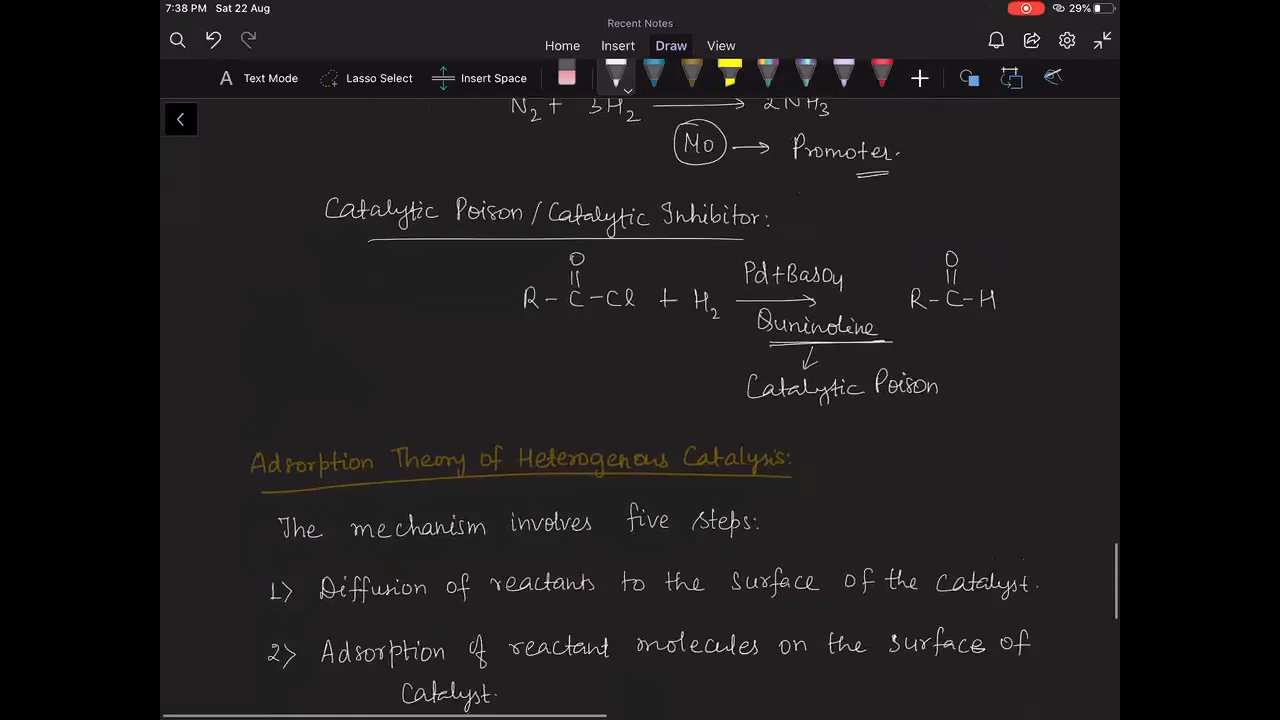 7:38 PM Sat 22 Aug
29%
Recent Notes
Home Insert Draw View
Text Mode Lasso Select Insert Space
N2 + 3H2 → 2NH3
Mo → Promoter.
Catalytic Poison / Catalytic Inhibitor:
O O
R - C - Cl + H2 Pd+BaSO4 → R - C - H
Quninoline
Catalytic Poison
Adsorption Theory of Heterogenous Catalysis:
The mechanism involves five steps:
1> Diffusion of reactants to the surface of the catalyst.
2> Adsorption of reactant molecules on the surface of
Catalyst.